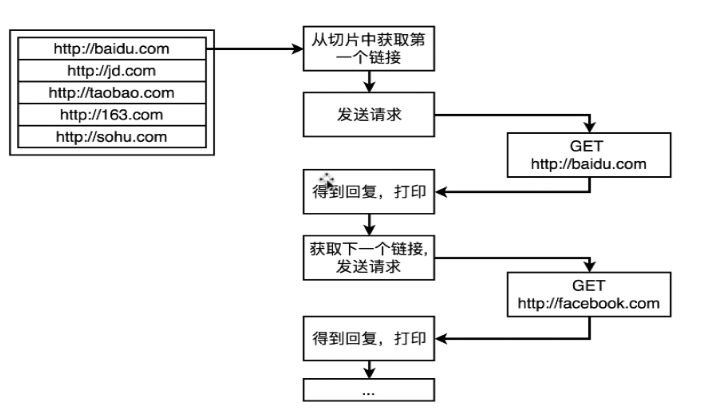 http://baidu.com
http://jd.com
http://taobao.com
http://163.com
http://sohu.com
从切片中获取第
一个链接
发送请求
GET
http://baidu.com
得到回复，打印
获取下一个链接,
发送请求
GET
http://facebook.com
得到回复，打印
...